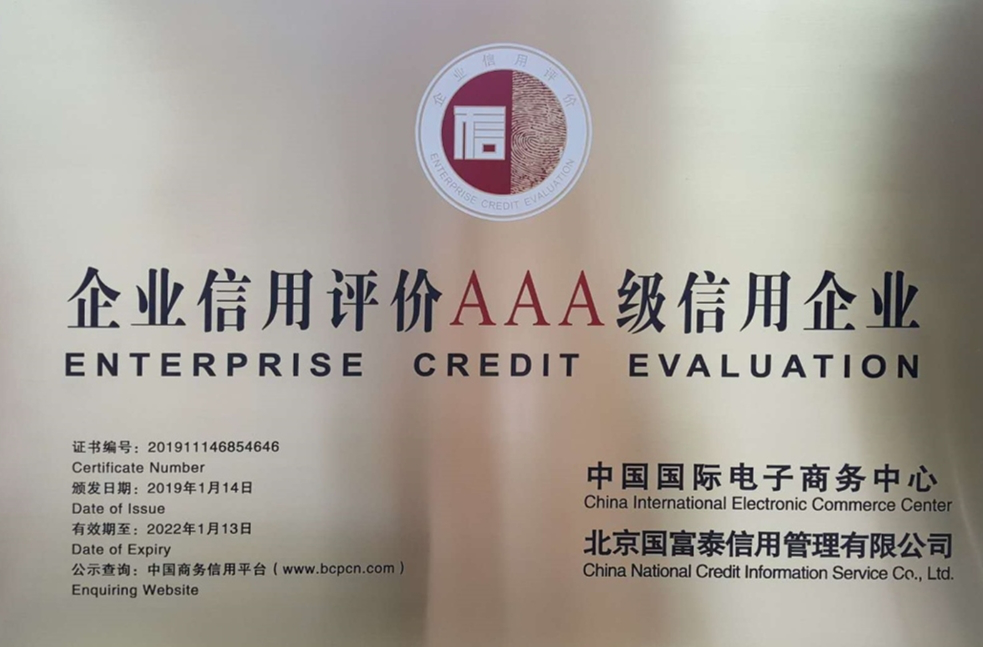 企业信用评价
信
ENTERPRISE CREDIT EVALUATION
企业信用评价AAA级信用企业
ENTERPRISE CREDIT EVALUATION
证书编号：201911146854646
Certificate Number
颁发日期：2019年1月14日
Date of Issue
有效期至：2022年1月13日
Date of Expiry
公示查询：中国商务信用平台（www.bcpcn.com）
Enquiring Website
中国国际电子商务中心
China International Electronic Commerce Center
北京国富泰信用管理有限公司
China National Credit Information Service Co., Ltd.